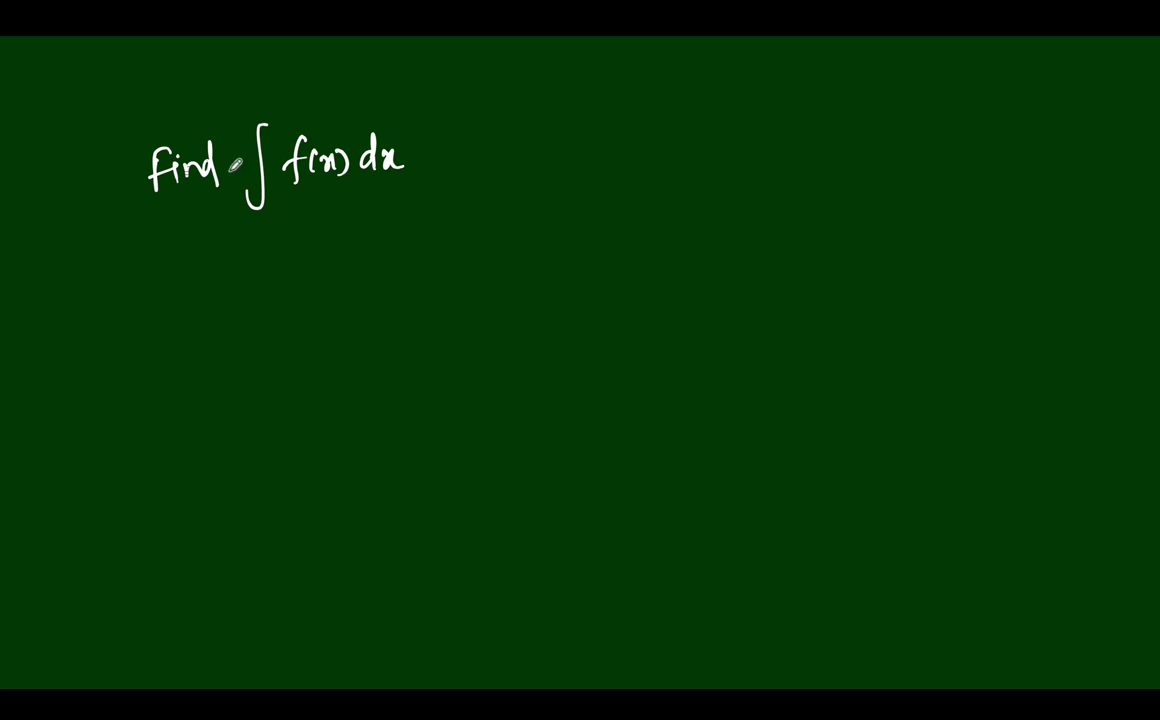 Find ∫ f(x) dx